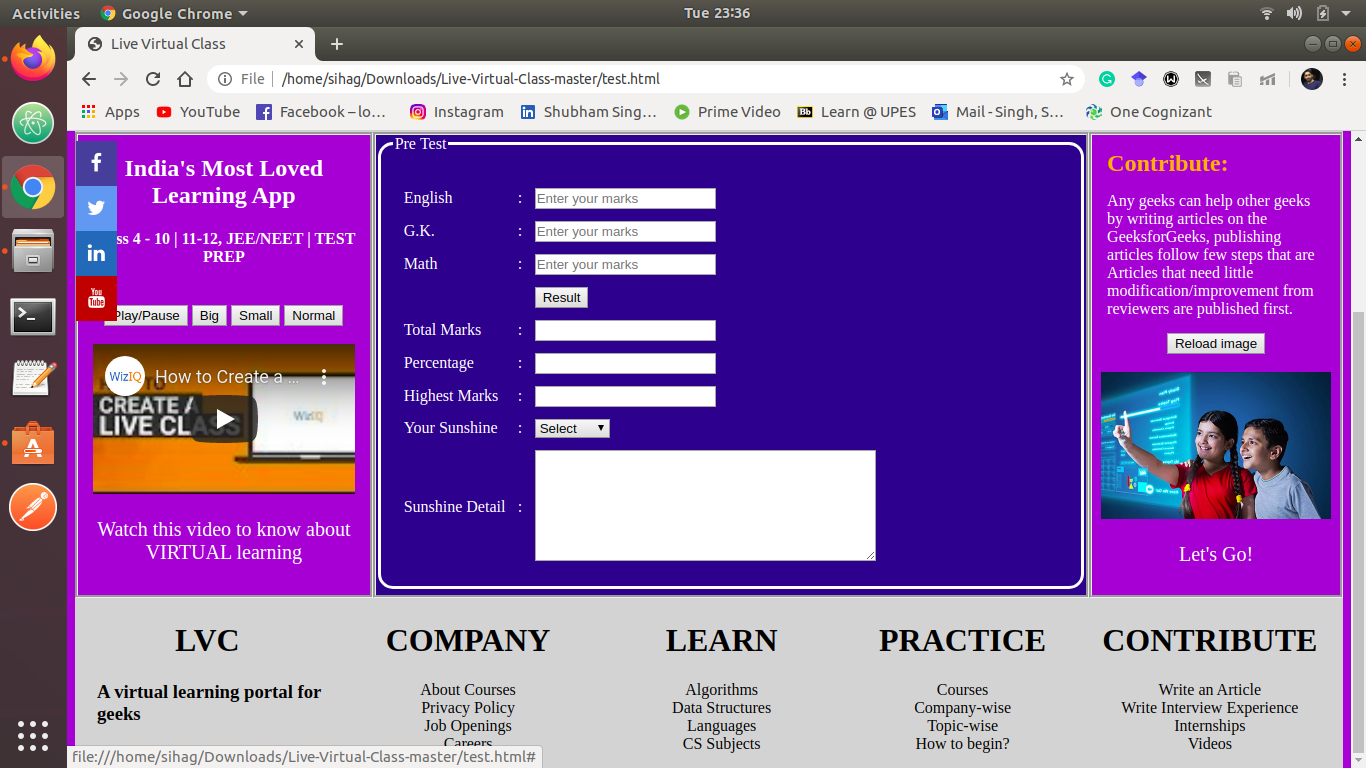 Activities
Google Chrome
Tue 23:36
Live Virtual Class
File
/home/sihag/Downloads/Live-Virtual-Class-master/test.html
Apps
YouTube
Facebook – lo…
Instagram
Shubham Sing…
Prime Video
Bb
Learn @ UPES
Mail - Singh, S…
One Cognizant
India's Most Loved
Learning App
ss 4 - 10 | 11-12, JEE/NEET | TEST
PREP
You
Tube
Play/Pause
Big
Small
Normal
WizIQ
How to Create a …
CREATE A
LIVE CLASS
WizIQ
Watch this video to know about
VIRTUAL learning
Pre Test
English :
Enter your marks
G.K. :
Enter your marks
Math :
Enter your marks
Result
Total Marks :
Percentage :
Highest Marks :
Your Sunshine :
Select
Sunshine Detail :
Contribute:
Any geeks can help other geeks
by writing articles on the
GeeksforGeeks, publishing
articles follow few steps that are
Articles that need little
modification/improvement from
reviewers are published first.
Reload image
Let's Go!
LVC
A virtual learning portal for
geeks
COMPANY
About Courses
Privacy Policy
Job Openings
Careers
LEARN
Algorithms
Data Structures
Languages
CS Subjects
PRACTICE
Courses
Company-wise
Topic-wise
How to begin?
CONTRIBUTE
Write an Article
Write Interview Experience
Internships
Videos
file:///home/sihag/Downloads/Live-Virtual-Class-master/test.html#